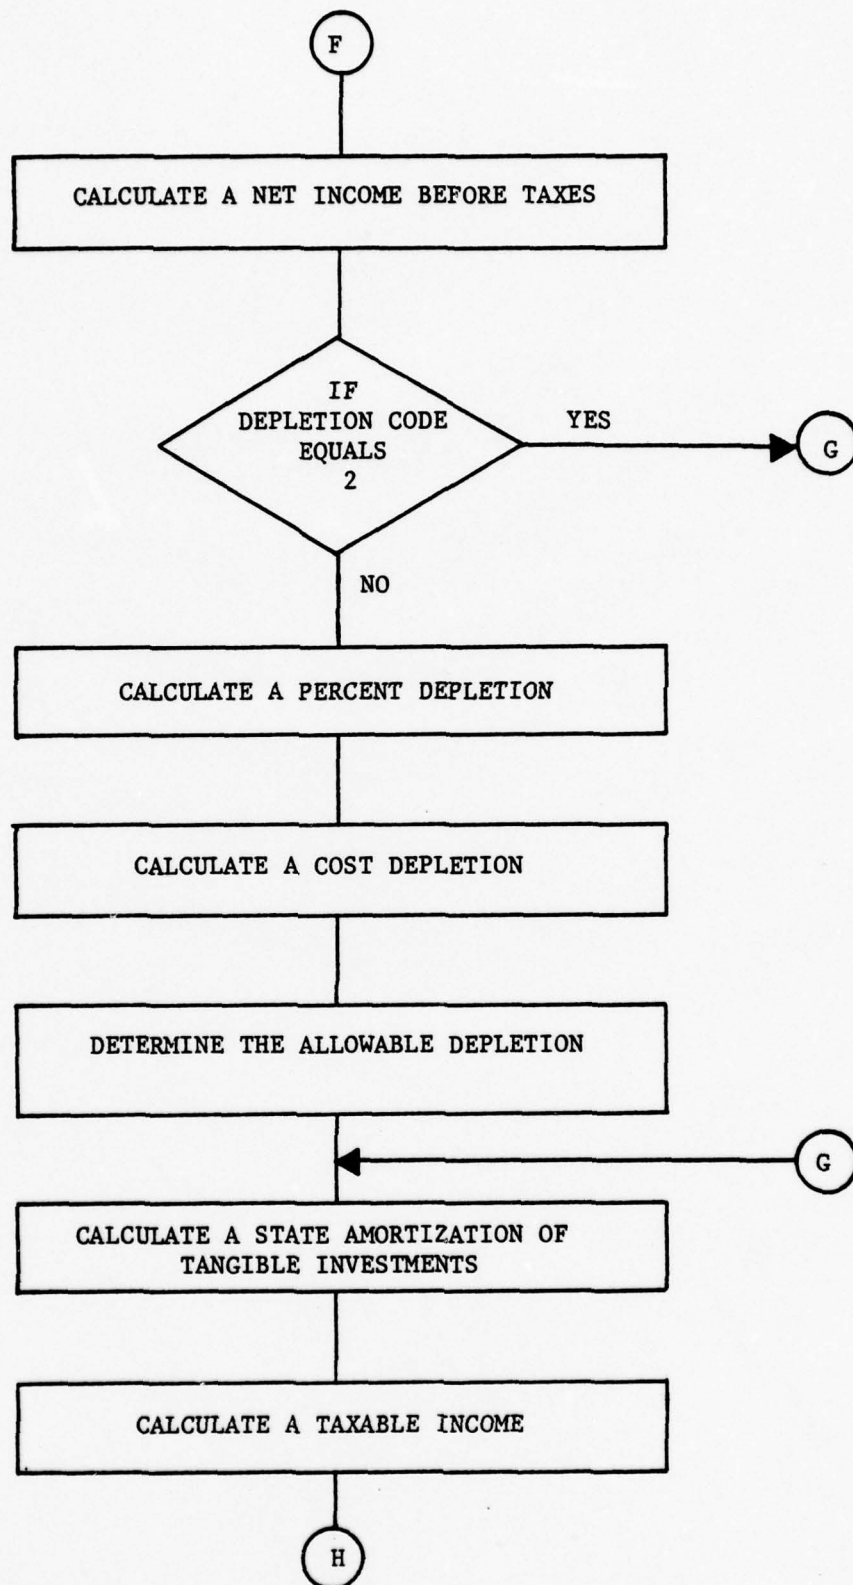 F
CALCULATE A NET INCOME BEFORE TAXES
IF
DEPLETION CODE
EQUALS
2
YES
G
NO
CALCULATE A PERCENT DEPLETION
CALCULATE A COST DEPLETION
DETERMINE THE ALLOWABLE DEPLETION
G
CALCULATE A STATE AMORTIZATION OF
TANGIBLE INVESTMENTS
CALCULATE A TAXABLE INCOME
H